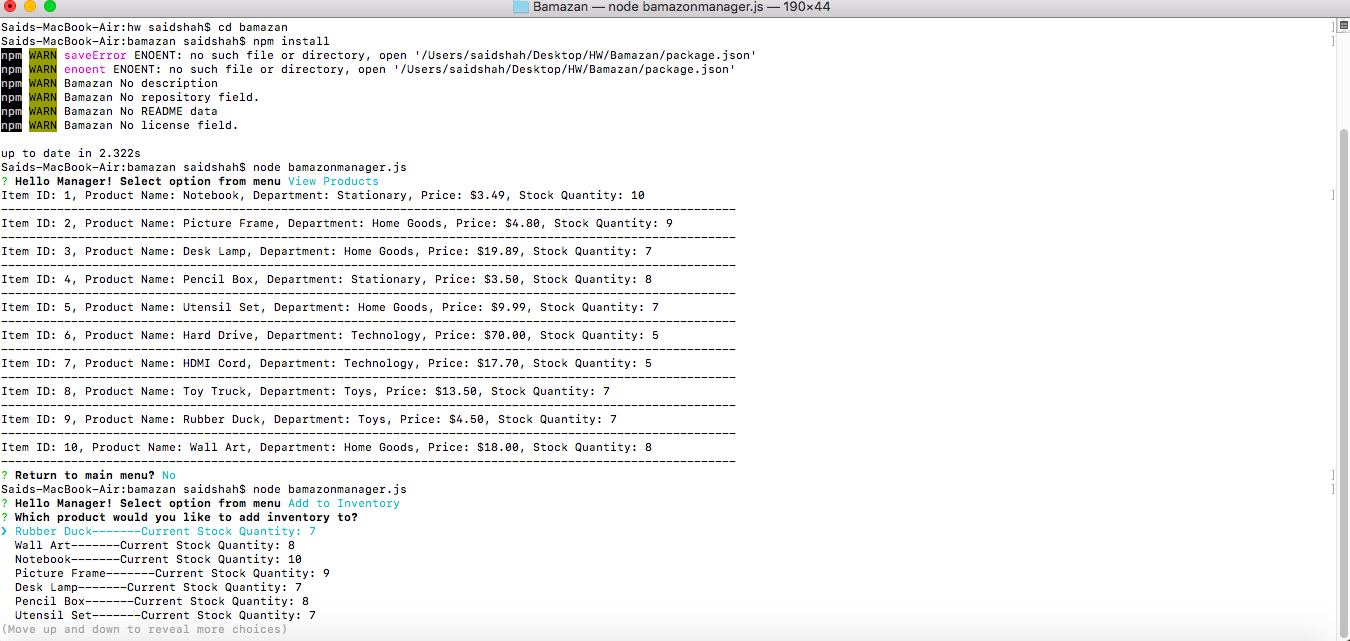 Bamazan — node bamazonmanager.js — 190×44
Saids-MacBook-Air:hw saidshah$ cd bamazan
Saids-MacBook-Air:bamazan saidshah$ npm install
npm WARN saveError ENOENT: no such file or directory, open '/Users/saidshah/Desktop/HW/Bamazan/package.json'
npm WARN enoent ENOENT: no such file or directory, open '/Users/saidshah/Desktop/HW/Bamazan/package.json'
npm WARN Bamazan No description
npm WARN Bamazan No repository field.
npm WARN Bamazan No README data
npm WARN Bamazan No license field.
up to date in 2.322s
Saids-MacBook-Air:bamazan saidshah$ node bamazonmanager.js
? Hello Manager! Select option from menu View Products
Item ID: 1, Product Name: Notebook, Department: Stationary, Price: $3.49, Stock Quantity: 10
---------------------------------------------------------------------------------------------------------
Item ID: 2, Product Name: Picture Frame, Department: Home Goods, Price: $4.80, Stock Quantity: 9
---------------------------------------------------------------------------------------------------------
Item ID: 3, Product Name: Desk Lamp, Department: Home Goods, Price: $19.89, Stock Quantity: 7
---------------------------------------------------------------------------------------------------------
Item ID: 4, Product Name: Pencil Box, Department: Stationary, Price: $3.50, Stock Quantity: 8
---------------------------------------------------------------------------------------------------------
Item ID: 5, Product Name: Utensil Set, Department: Home Goods, Price: $9.99, Stock Quantity: 7
---------------------------------------------------------------------------------------------------------
Item ID: 6, Product Name: Hard Drive, Department: Technology, Price: $70.00, Stock Quantity: 5
---------------------------------------------------------------------------------------------------------
Item ID: 7, Product Name: HDMI Cord, Department: Technology, Price: $17.70, Stock Quantity: 5
---------------------------------------------------------------------------------------------------------
Item ID: 8, Product Name: Toy Truck, Department: Toys, Price: $13.50, Stock Quantity: 7
---------------------------------------------------------------------------------------------------------
Item ID: 9, Product Name: Rubber Duck, Department: Toys, Price: $4.50, Stock Quantity: 7
---------------------------------------------------------------------------------------------------------
Item ID: 10, Product Name: Wall Art, Department: Home Goods, Price: $18.00, Stock Quantity: 8
---------------------------------------------------------------------------------------------------------
? Return to main menu? No
Saids-MacBook-Air:bamazan saidshah$ node bamazonmanager.js
? Hello Manager! Select option from menu Add to Inventory
? Which product would you like to add inventory to?
❯ Rubber Duck-------Current Stock Quantity: 7
Wall Art-------Current Stock Quantity: 8
Notebook-------Current Stock Quantity: 10
Picture Frame-------Current Stock Quantity: 9
Desk Lamp-------Current Stock Quantity: 7
Pencil Box-------Current Stock Quantity: 8
Utensil Set-------Current Stock Quantity: 7
(Move up and down to reveal more choices)